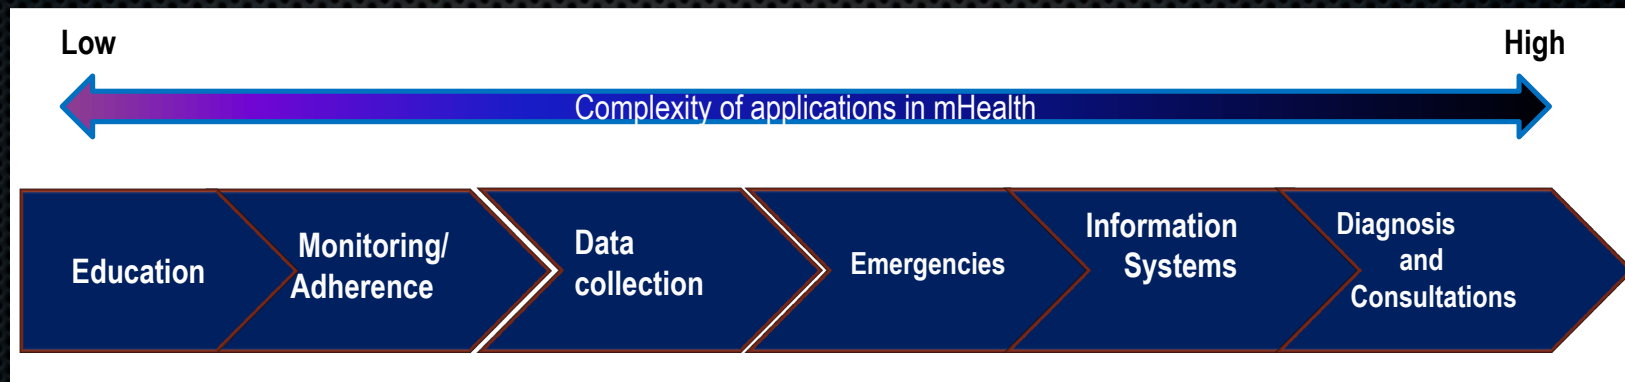 Low
High
Complexity of applications in mHealth
Education
Monitoring/
Adherence
Data
collection
Emergencies
Information
Systems
Diagnosis
and
Consultations